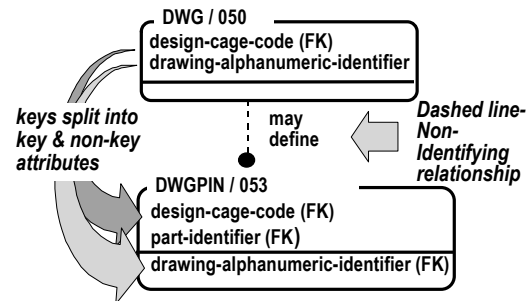 DWG / 050
design-cage-code (FK)
drawing-alphanumeric-identifier
keys split into
key & non-key
attributes
may
define
Dashed line-
Non-
Identifying
relationship
DWGPIN / 053
design-cage-code (FK)
part-identifier (FK)
drawing-alphanumeric-identifier (FK)